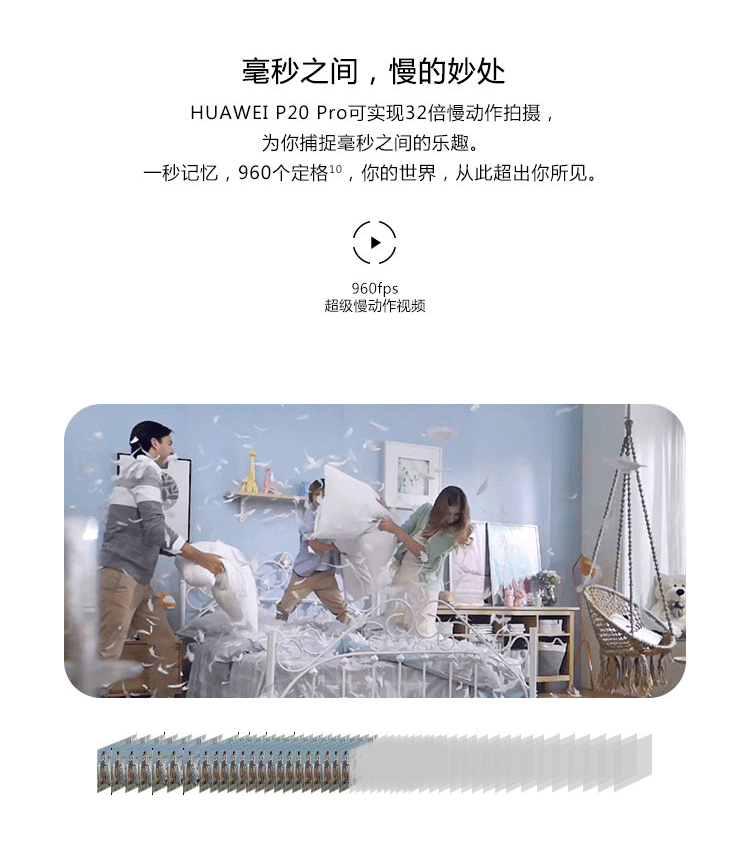 毫秒之间，慢的妙处
HUAWEI P20 Pro可实现32倍慢动作拍摄，
为你捕捉毫秒之间的乐趣。
一秒记忆，960个定格10，你的世界，从此超出你所见。
960fps
超级慢动作视频